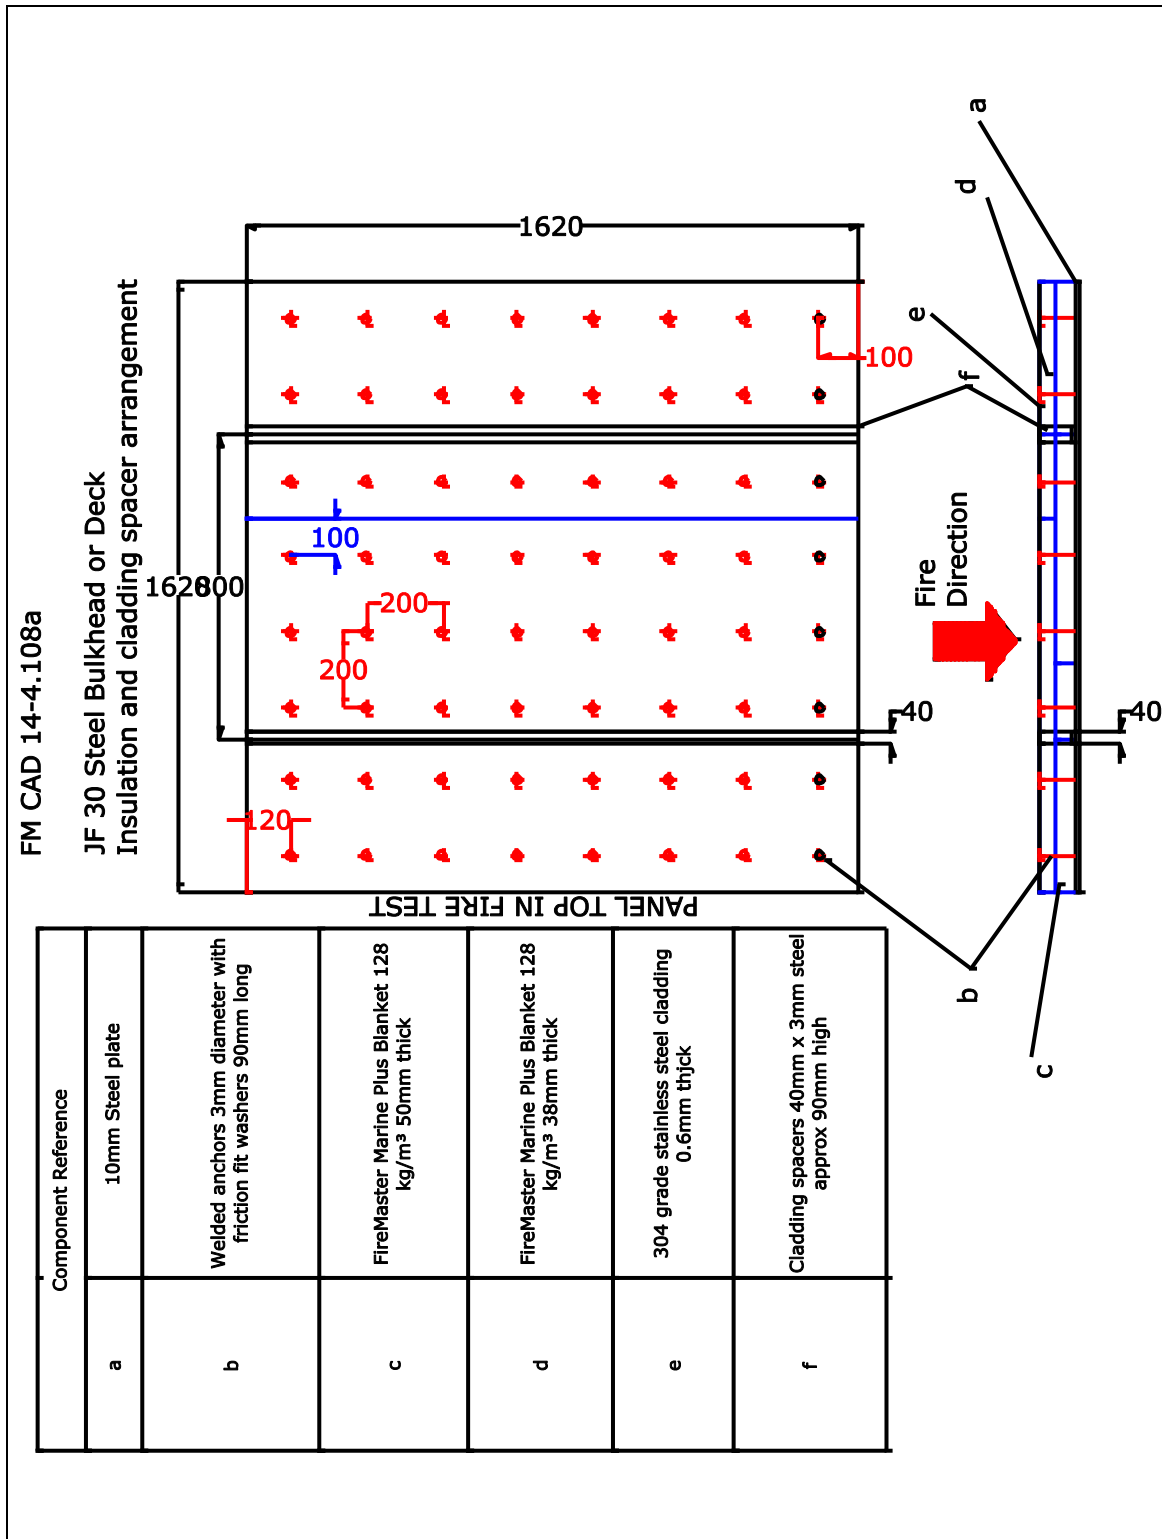 FM CAD 14-4.108a
JF 30 Steel Bulkhead or Deck
Insulation and cladding spacer arrangement
Component Reference
a
10mm Steel plate
b
Welded anchors 3mm diameter with
friction fit washers 90mm long
c
FireMaster Marine Plus Blanket 128
kg/m³ 50mm thick
d
FireMaster Marine Plus Blanket 128
kg/m³ 38mm thick
e
304 grade stainless steel cladding
0.6mm thjck
f
Cladding spacers 40mm x 3mm steel
approx 90mm high
PANEL TOP IN FIRE TEST
1620
800
1620
120
200
200
100
100
40
40
Fire
Direction
a
d
e
f
b
c